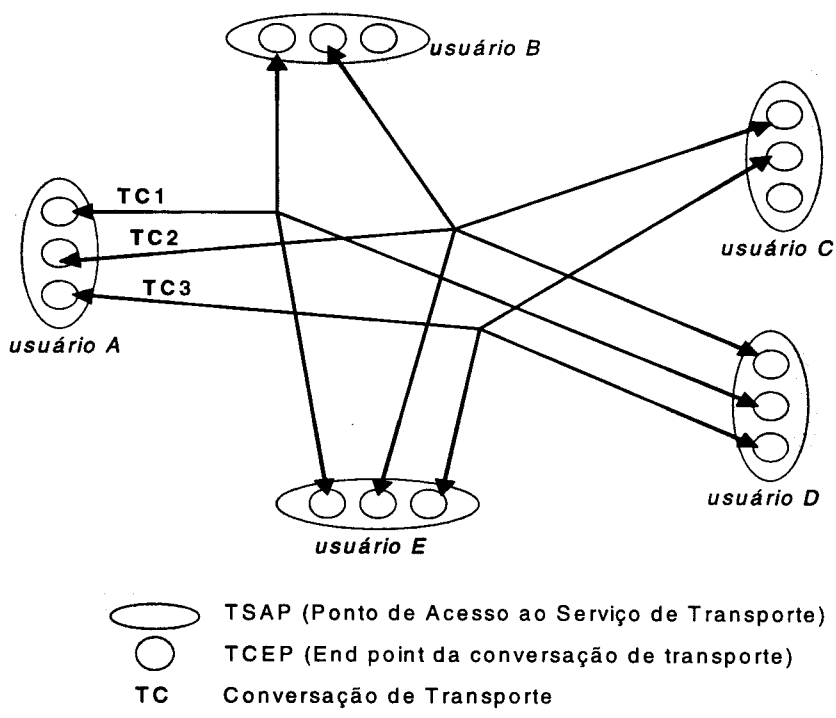 usuário B
TC1
TC2
TC3
usuário A
usuário C
usuário D
usuário E
TSAP (Ponto de Acesso ao Serviço de Transporte)
TCEP (End point da conversação de transporte)
TC Conversação de Transporte